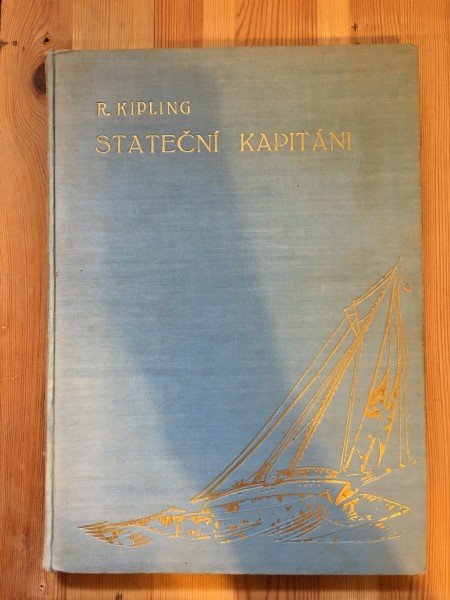 R. KIPLING
STATEČNÍ KAPITÁNI